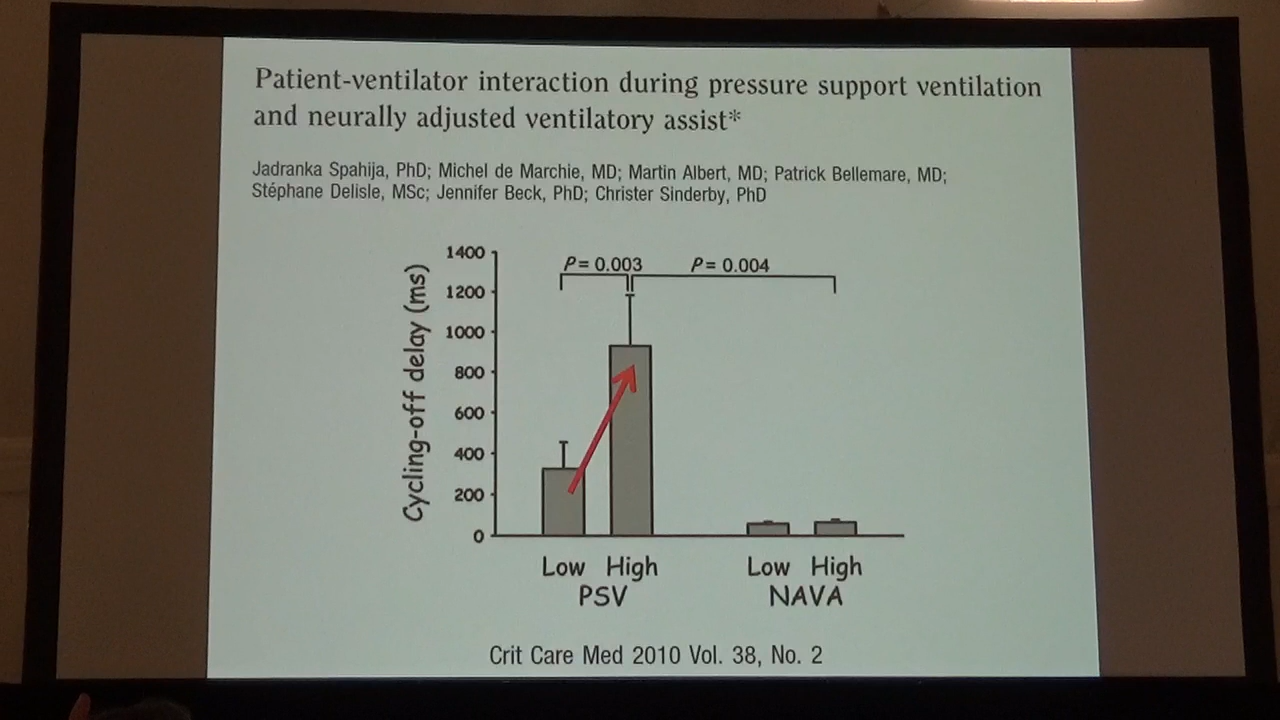 Patient-ventilator interaction during pressure support ventilation
and neurally adjusted ventilatory assist*
Jadranka Spahija, PhD; Michel de Marchie, MD; Martin Albert, MD; Patrick Bellemare, MD;
Stéphane Delisle, MSc; Jennifer Beck, PhD; Christer Sinderby, PhD
Cycling-off delay (ms)
1400
1200
1000
800
600
400
200
0
P= 0.003 P= 0.004
Low High Low High
PSV NAVA
Crit Care Med 2010 Vol. 38, No. 2